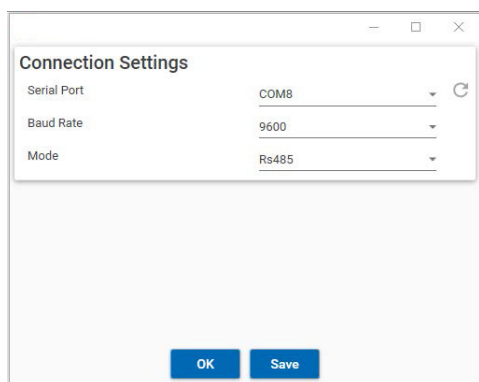 Connection Settings
Serial Port COM8
Baud Rate 9600
Mode Rs485
OK Save